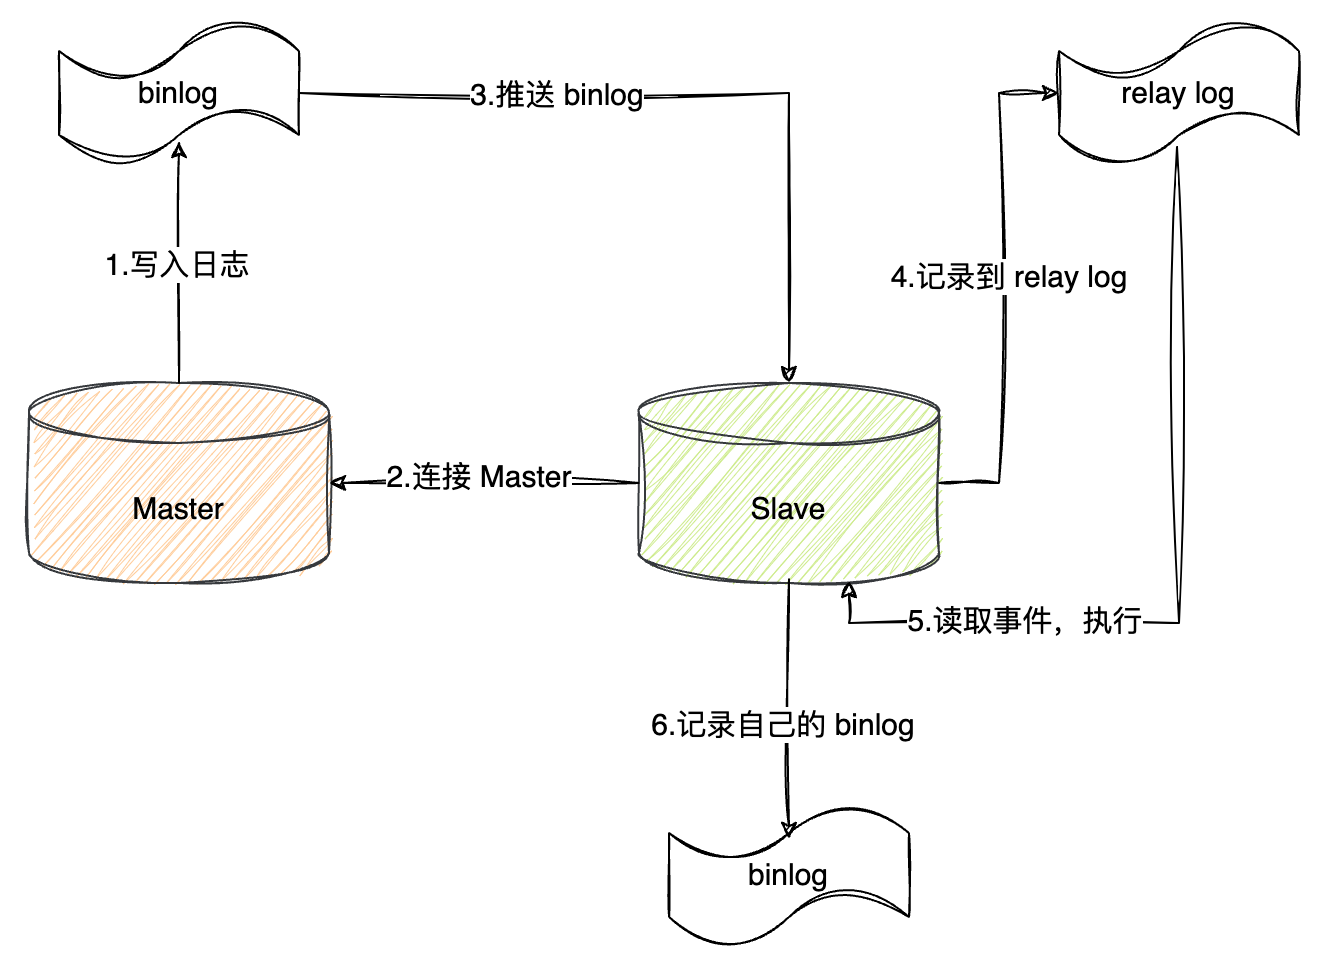 binlog
3.推送 binlog
relay log
1.写入日志
4.记录到 relay log
2.连接 Master
Master
Slave
5.读取事件，执行
6.记录自己的 binlog
binlog